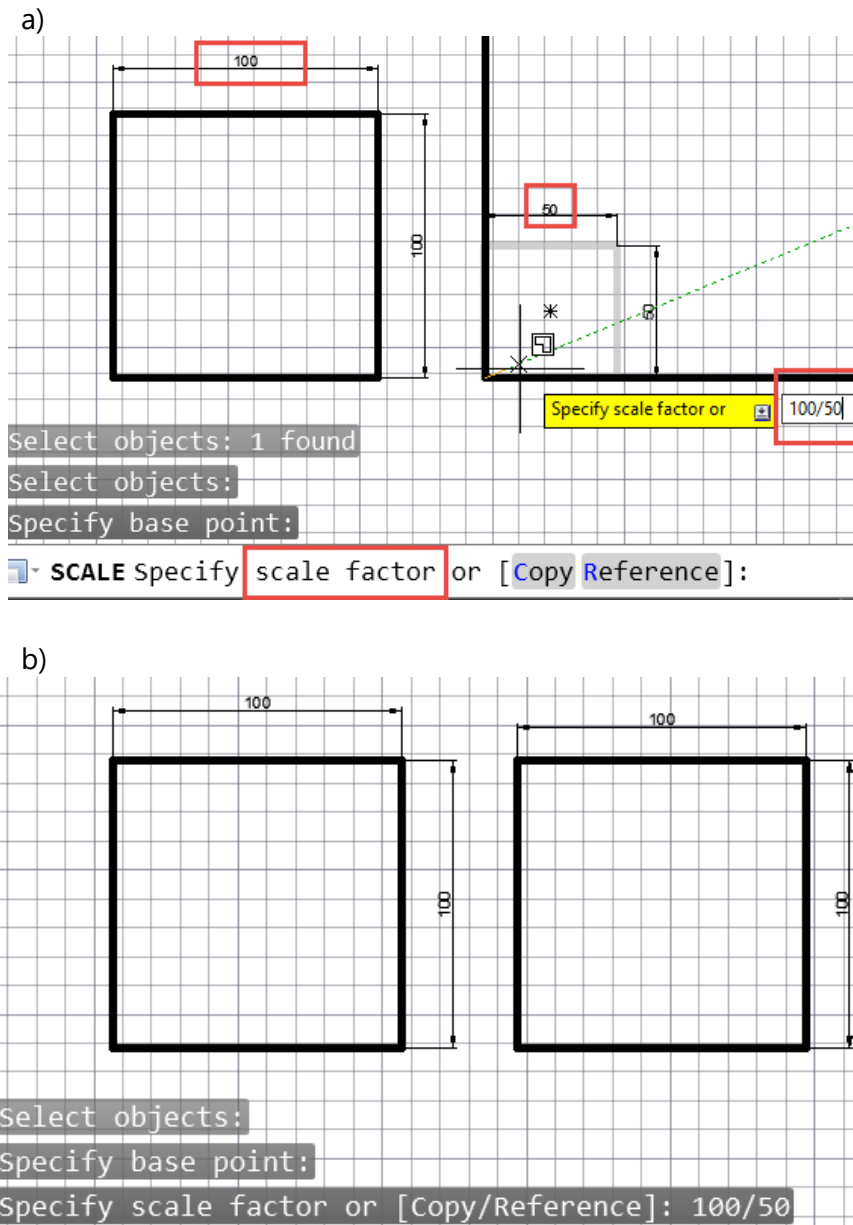 a)
100
50
100
50
Specify scale factor or 100/50
Select objects: 1 found
Select objects:
Specify base point:
SCALE Specify scale factor or [Copy Reference]:
b)
100
100
100
100
Select objects:
Specify base point:
Specify scale factor or [Copy/Reference]: 100/50